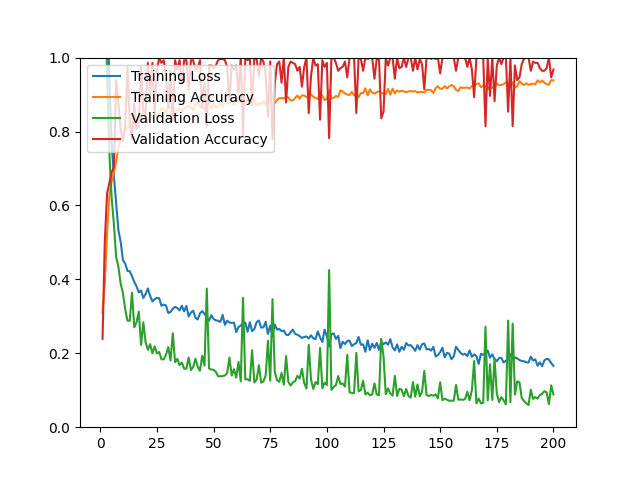 1.0
0.8
0.6
0.4
0.2
0.0
Training Loss
Training Accuracy
Validation Loss
Validation Accuracy
0 25 50 75 100 125 150 175 200